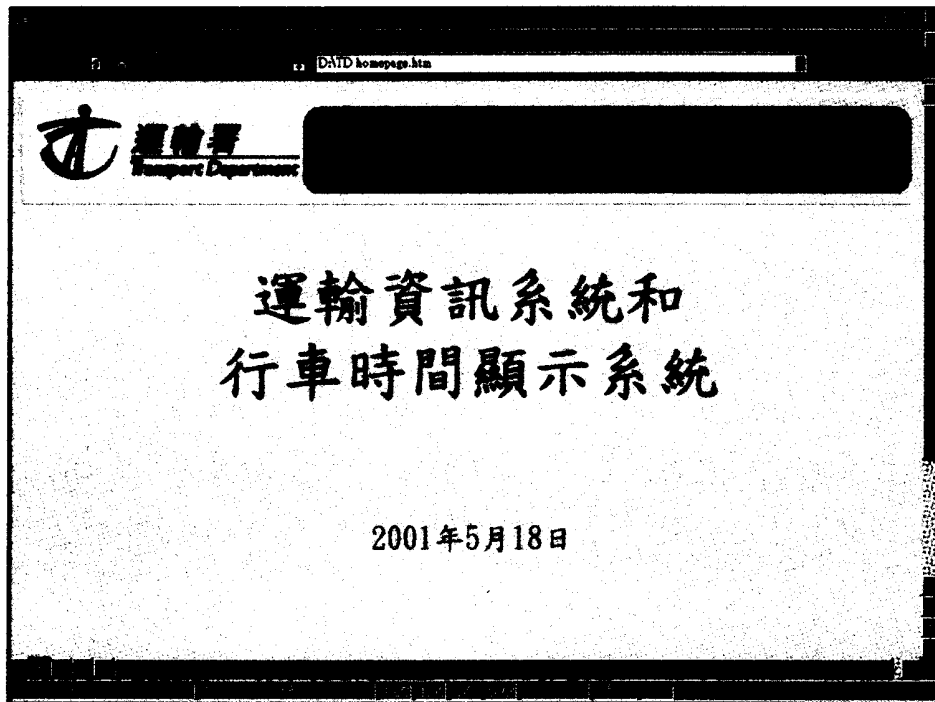 D:\TD homepage.htm
運輸署
Transport Department
運輸資訊系統和
行車時間顯示系統
2001年5月18日